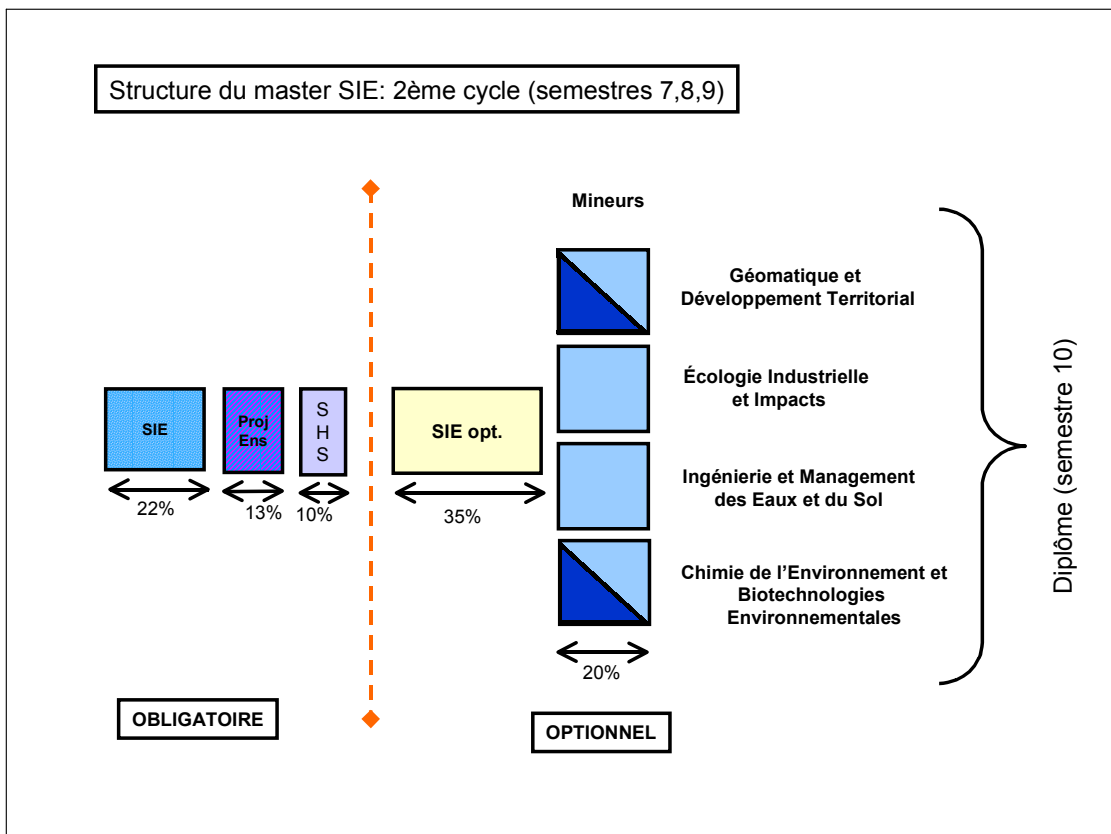 Structure du master SIE: 2ème cycle (semestres 7,8,9)
Mineurs
Géomatique et
Développement Territorial
Écologie Industrielle
et Impacts
Ingénierie et Management
des Eaux et du Sol
Chimie de l'Environnement et
Biotechnologies
Environnementales
SIE
Proj
Ens
S
H
S
SIE opt.
22%
13%
10%
35%
20%
OBLIGATOIRE
OPTIONNEL
Diplôme (semestre 10)